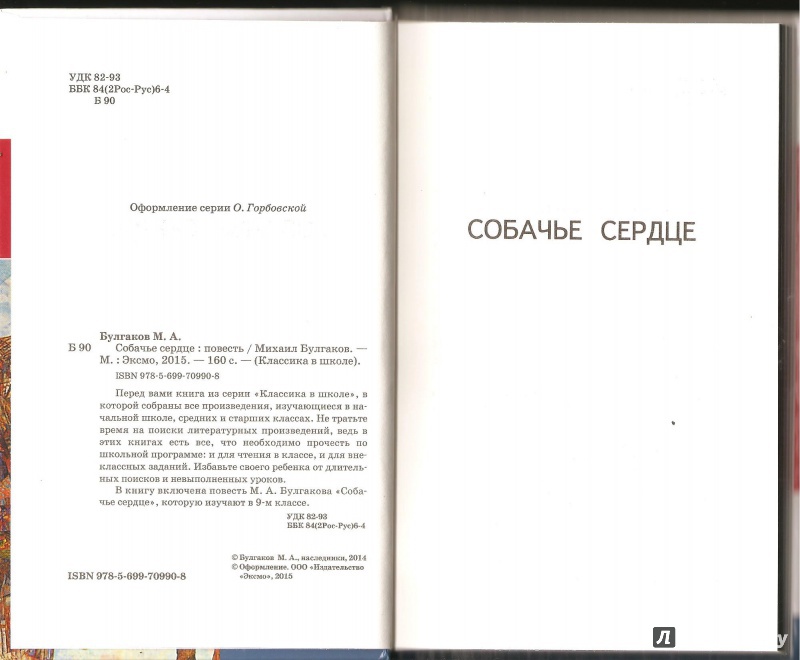 УДК 82-93
ББК 84(2Рос-Рус)6-4
Б 90
Оформление серии О. Горбовской
Булгаков М. А.
Б 90 Собачье сердце : повесть / Михаил Булгаков. —
М. : Эксмо, 2015. — 160 с. — (Классика в школе).
ISBN 978-5-699-70990-8
Перед вами книга из серии «Классика в школе», в
которой собраны все произведения, изучающиеся в на-
чальной школе, средних и старших классах. Не тратьте
время на поиски литературных произведений, ведь в
этих книгах есть все, что необходимо прочесть по
школьной программе: и для чтения в классе, и для вне-
классных заданий. Избавьте своего ребенка от длитель-
ных поисков и невыполненных уроков.
В книгу включена повесть М. А. Булгакова «Соба-
чье сердце», которую изучают в 9-м классе.
УДК 82-93
ББК 84(2Рос-Рус)6-4
© Булгаков М. А., наследники, 2014
© Оформление. ООО «Издательство
«Эксмо», 2015
ISBN 978-5-699-70990-8
СОБАЧЬЕ СЕРДЦЕ
Л